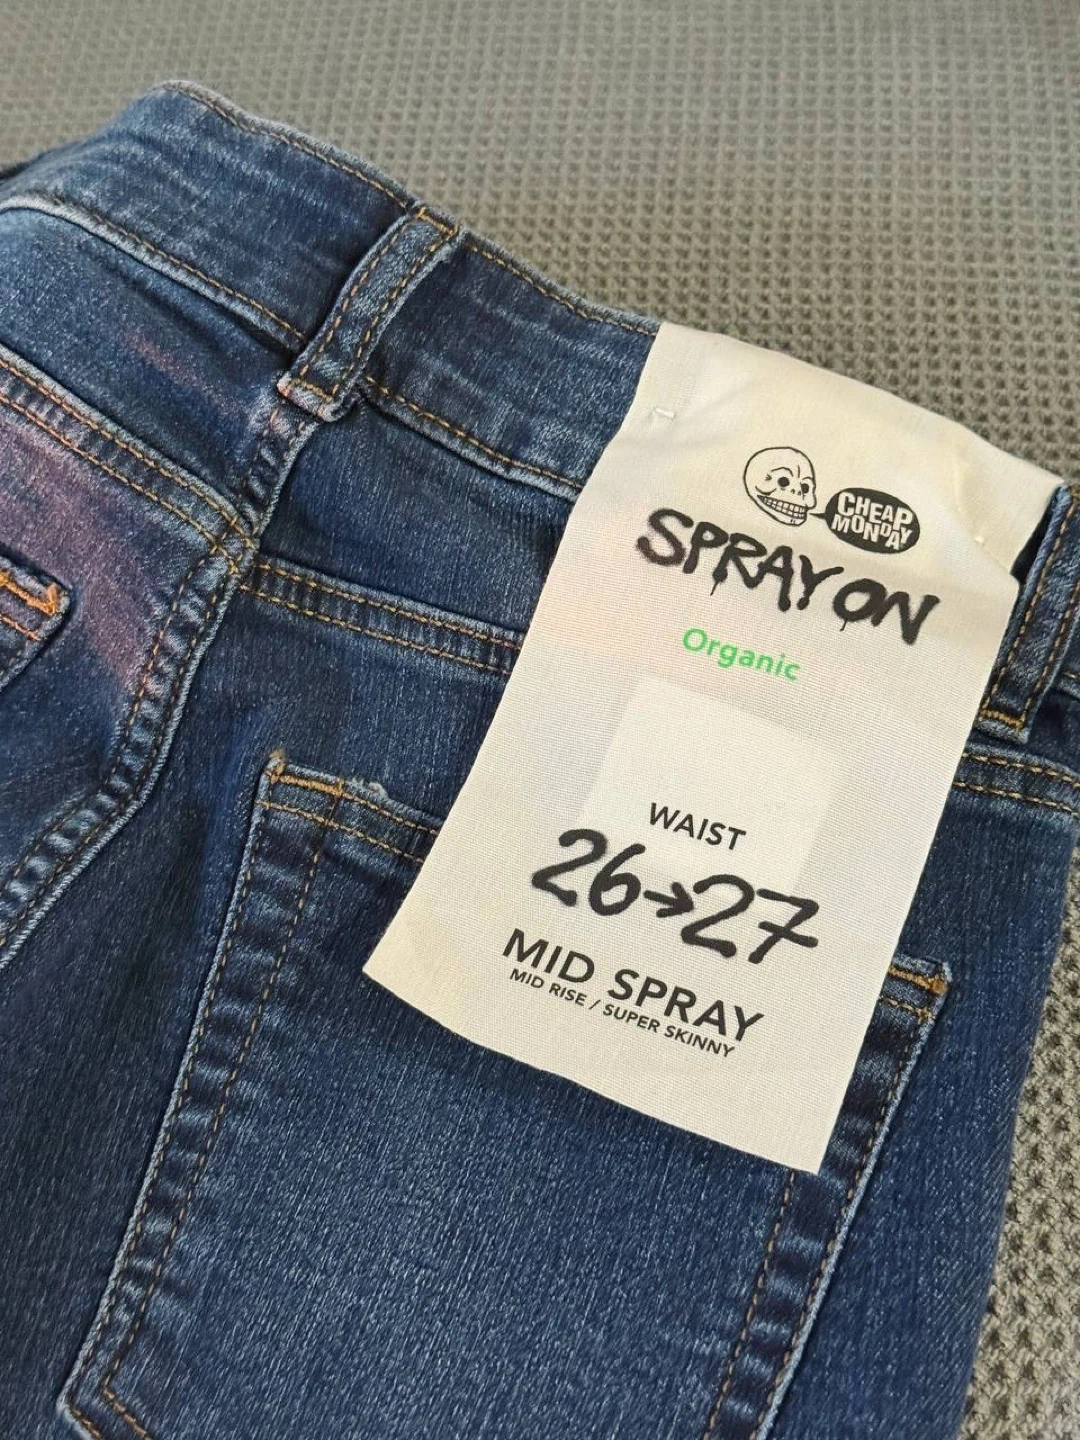 CHEAP
MONDAY
SPRAY ON
Organic
WAIST
26→27
MID SPRAY
MID RISE / SUPER SKINNY